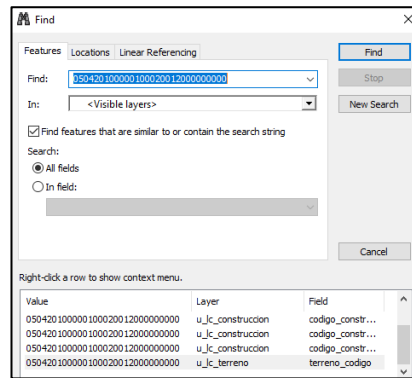 Find
Features Locations Linear Referencing
Find: 050420100000100020012000000000
Find
Stop
In: <Visible layers>
New Search
Find features that are similar to or contain the search string
Search:
All fields
In field:
Cancel
Right-click a row to show context menu.
Value Layer Field
050420100000100020012000000000 u_lc_construccion codigo_constr...
050420100000100020012000000000 u_lc_construccion codigo_constr...
050420100000100020012000000000 u_lc_construccion codigo_constr...
050420100000100020012000000000 u_lc_terreno terreno_codigo